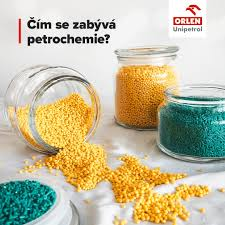 Čím se zabývá
petrochemie?
ORLEN
Unipetrol